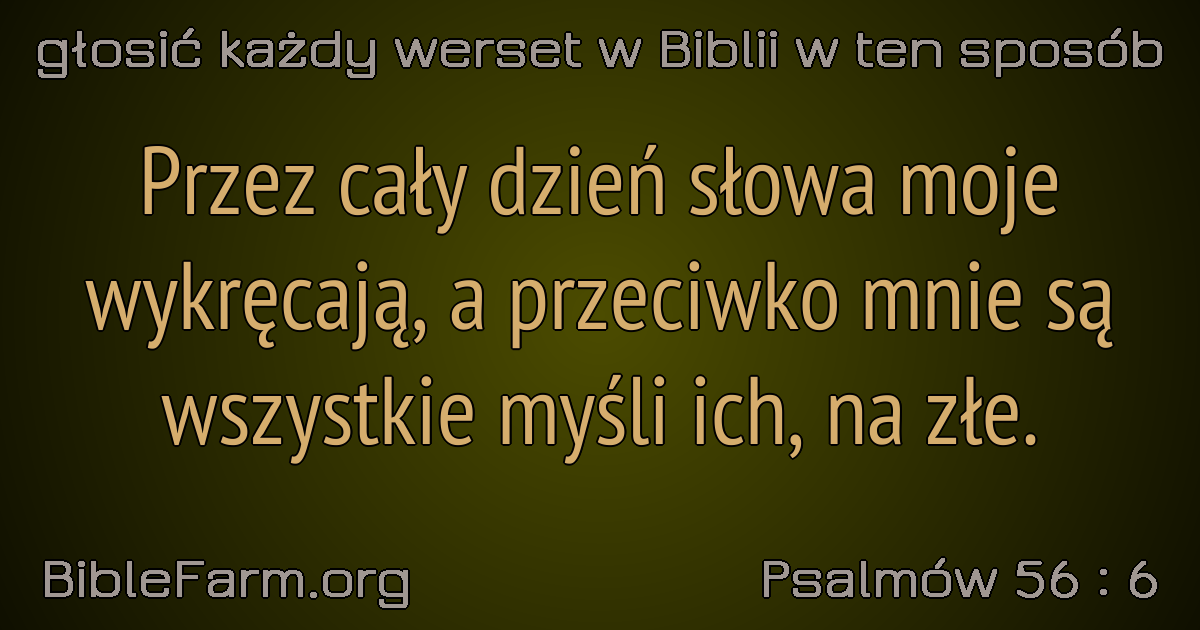 głosić każdy werset w Biblii w ten sposób
Przez cały dzień słowa moje
wykręcają, a przeciwko mnie są
wszystkie myśli ich, na złe.
BibleFarm.org
Psalmów 56 : 6